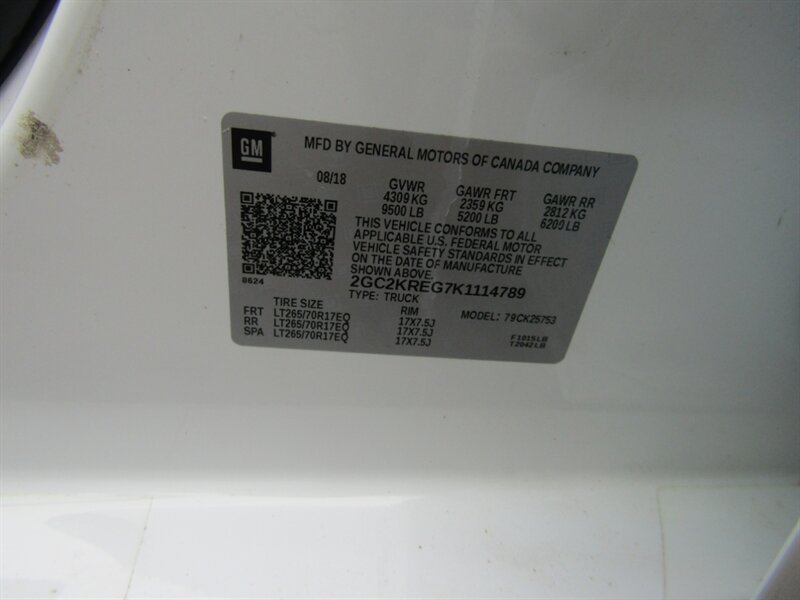 GM
MFD BY GENERAL MOTORS OF CANADA COMPANY
08/18 GVWR GAWR FRT GAWR RR
4309 KG 2359 KG 2812 KG
9500 LB 5200 LB 6200 LB
THIS VEHICLE CONFORMS TO ALL
APPLICABLE U.S. FEDERAL MOTOR
VEHICLE SAFETY STANDARDS IN EFFECT
ON THE DATE OF MANUFACTURE
SHOWN ABOVE.
8624
2GC2KREG7K1114789
TYPE: TRUCK MODEL: 79CK25753
TIRE SIZE RIM
FRT LT265/70R17EQ 17X7.5J
RR LT265/70R17EQ 17X7.5J
SPA LT265/70R17EQ 17X7.5J
F1015LB
T2042LB